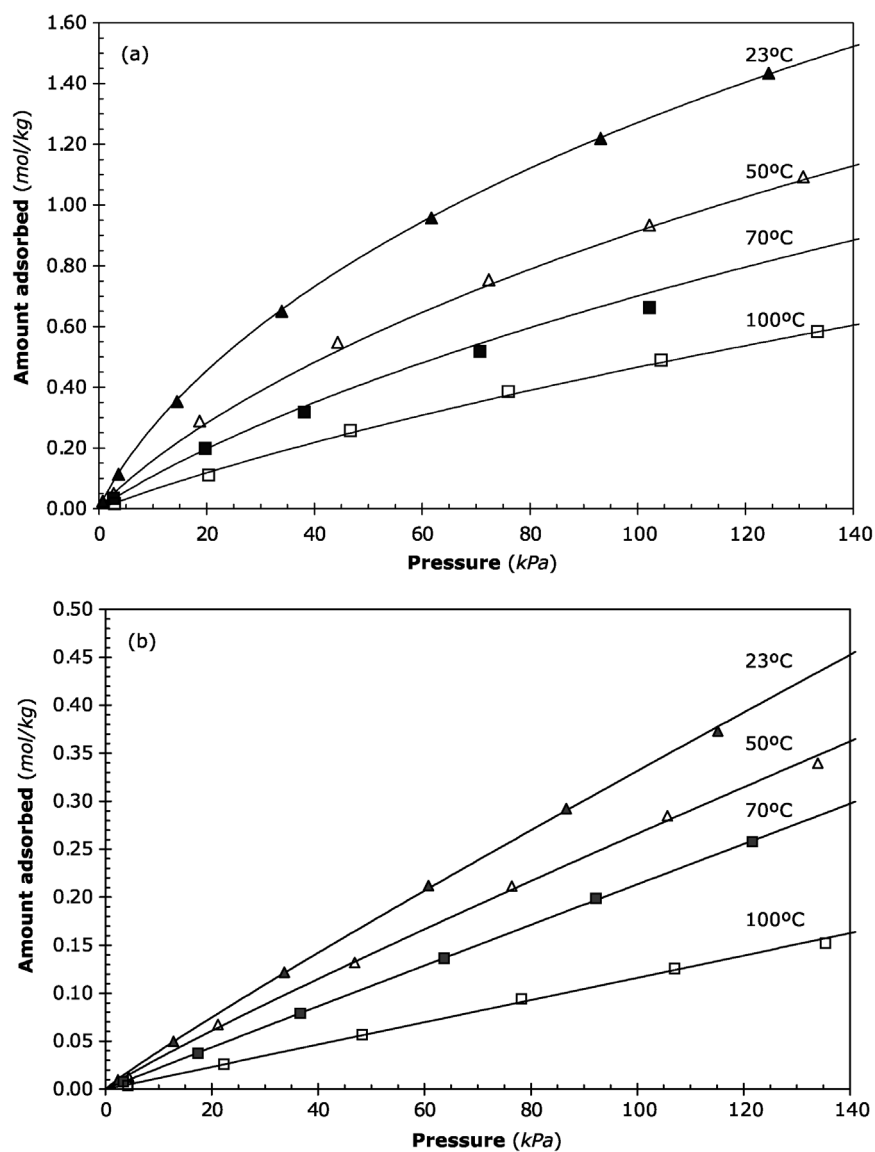 1.60
(a)
23ºC
1.40
1.20
50ºC
1.00
70ºC
0.80
0.60
100ºC
0.40
0.20
0.00
0 20 40 60 80 100 120 140
Amount adsorbed (mol/kg)
Pressure (kPa)
0.50
(b)
0.45
23ºC
0.40
50ºC
0.35
0.30
70ºC
0.25
0.20
100ºC
0.15
0.10
0.05
0.00
0 20 40 60 80 100 120 140
Amount adsorbed (mol/kg)
Pressure (kPa)